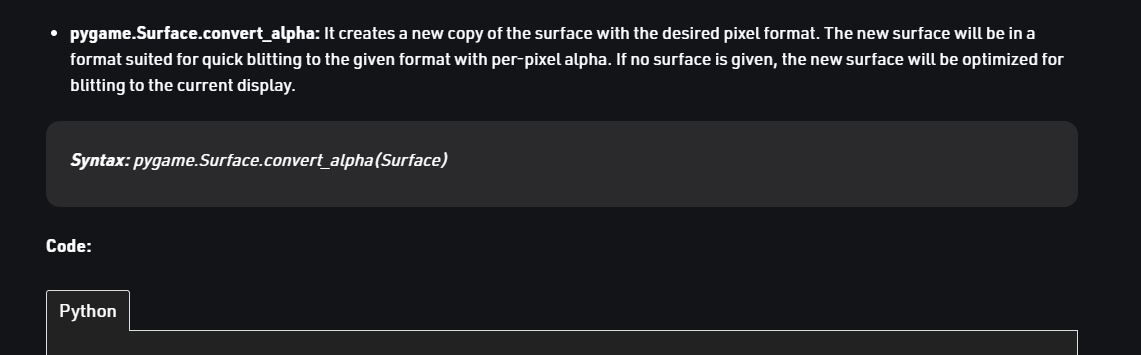 • pygame.Surface.convert_alpha: It creates a new copy of the surface with the desired pixel format. The new surface will be in a
format suited for quick blitting to the given format with per-pixel alpha. If no surface is given, the new surface will be optimized for
blitting to the current display.
Syntax: pygame.Surface.convert_alpha(Surface)
Code:
Python